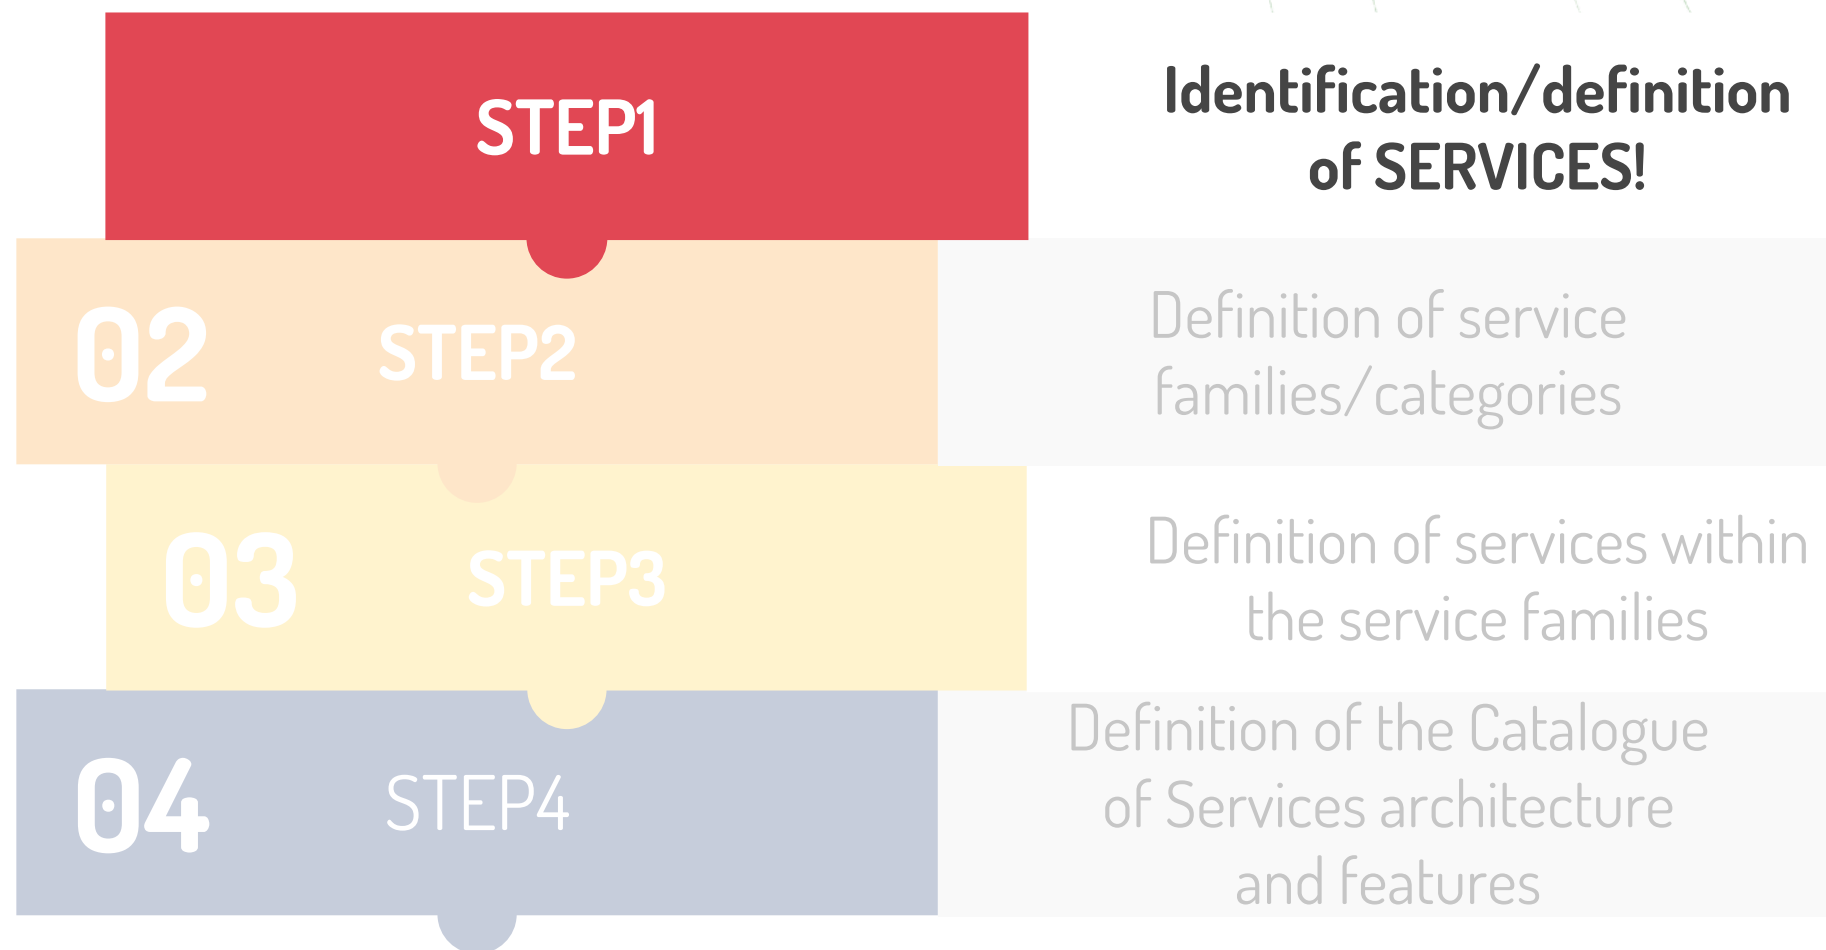 STEP1
Identification/definition
of SERVICES!
02
STEP2
Definition of service
families/categories
03
STEP3
Definition of services within
the service families
04
STEP4
Definition of the Catalogue
of Services architecture
and features